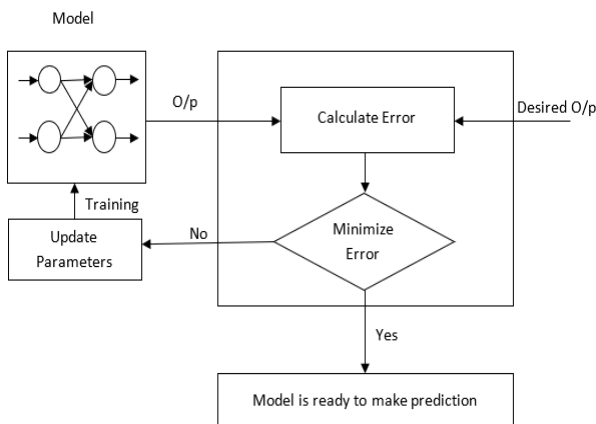 Model
O/p
Calculate Error
Desired O/p
Training
Update
Parameters
No
Minimize
Error
Yes
Model is ready to make prediction